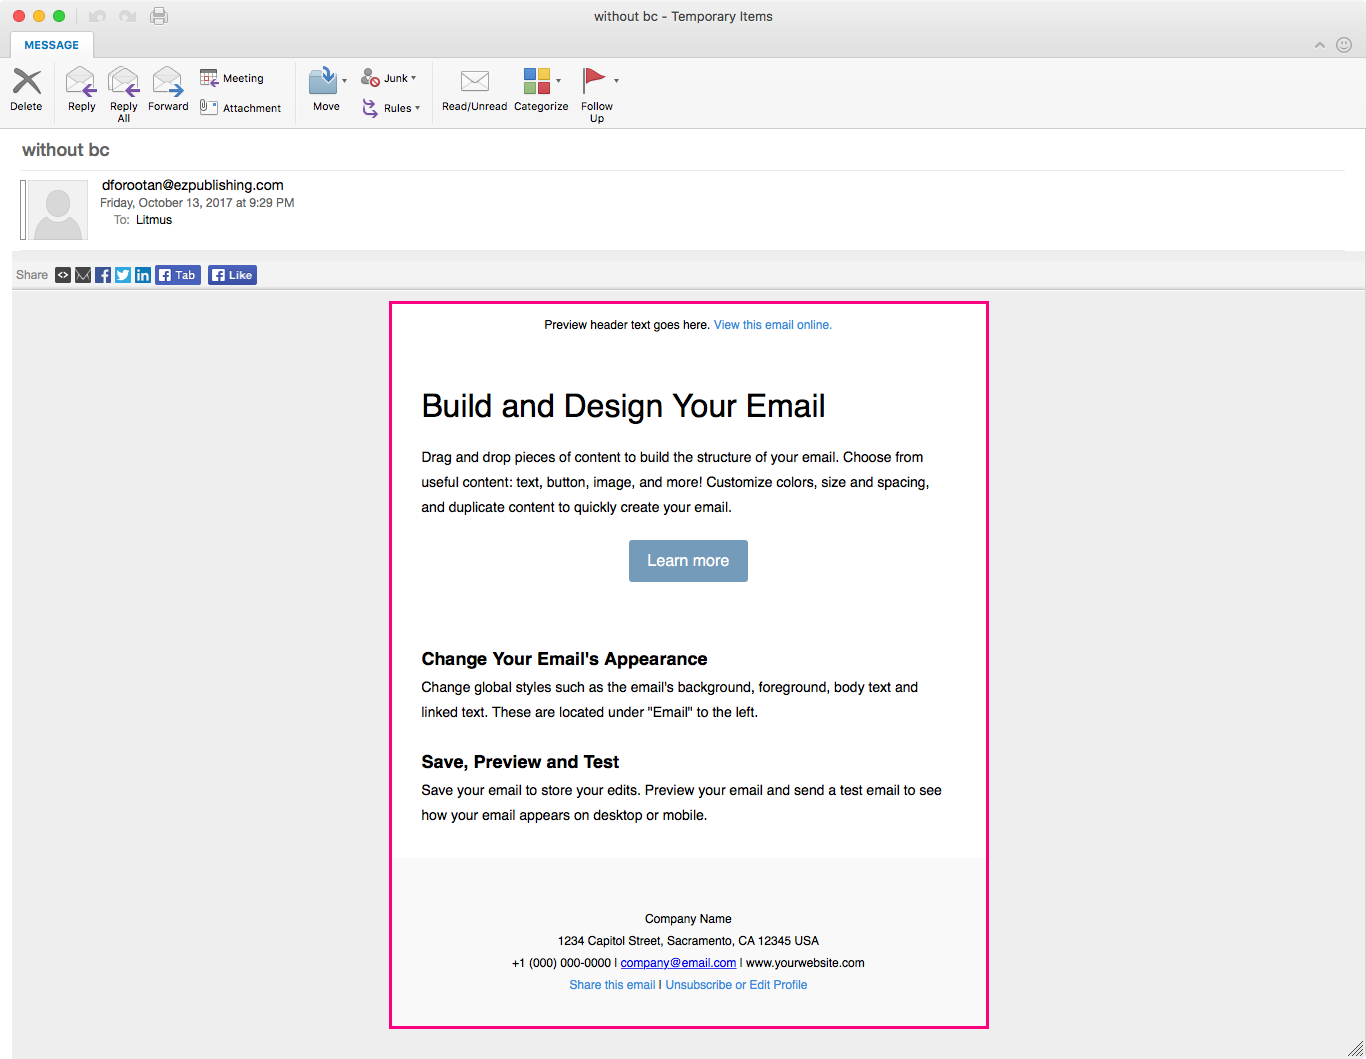 without bc - Temporary Items
MESSAGE
Delete
Reply
Reply All
Forward
Meeting
Attachment
Move
Junk
Rules
Read/Unread
Categorize
Follow Up
without bc
dforootan@ezpublishing.com
Friday, October 13, 2017 at 9:29 PM
To: Litmus
Share <> f in f Tab f Like
Preview header text goes here. View this email online.
Build and Design Your Email
Drag and drop pieces of content to build the structure of your email. Choose from
useful content: text, button, image, and more! Customize colors, size and spacing,
and duplicate content to quickly create your email.
Learn more
Change Your Email's Appearance
Change global styles such as the email's background, foreground, body text and
linked text. These are located under "Email" to the left.
Save, Preview and Test
Save your email to store your edits. Preview your email and send a test email to see
how your email appears on desktop or mobile.
Company Name
1234 Capitol Street, Sacramento, CA 12345 USA
+1 (000) 000-0000 | company@email.com | www.yourwebsite.com
Share this email | Unsubscribe or Edit Profile